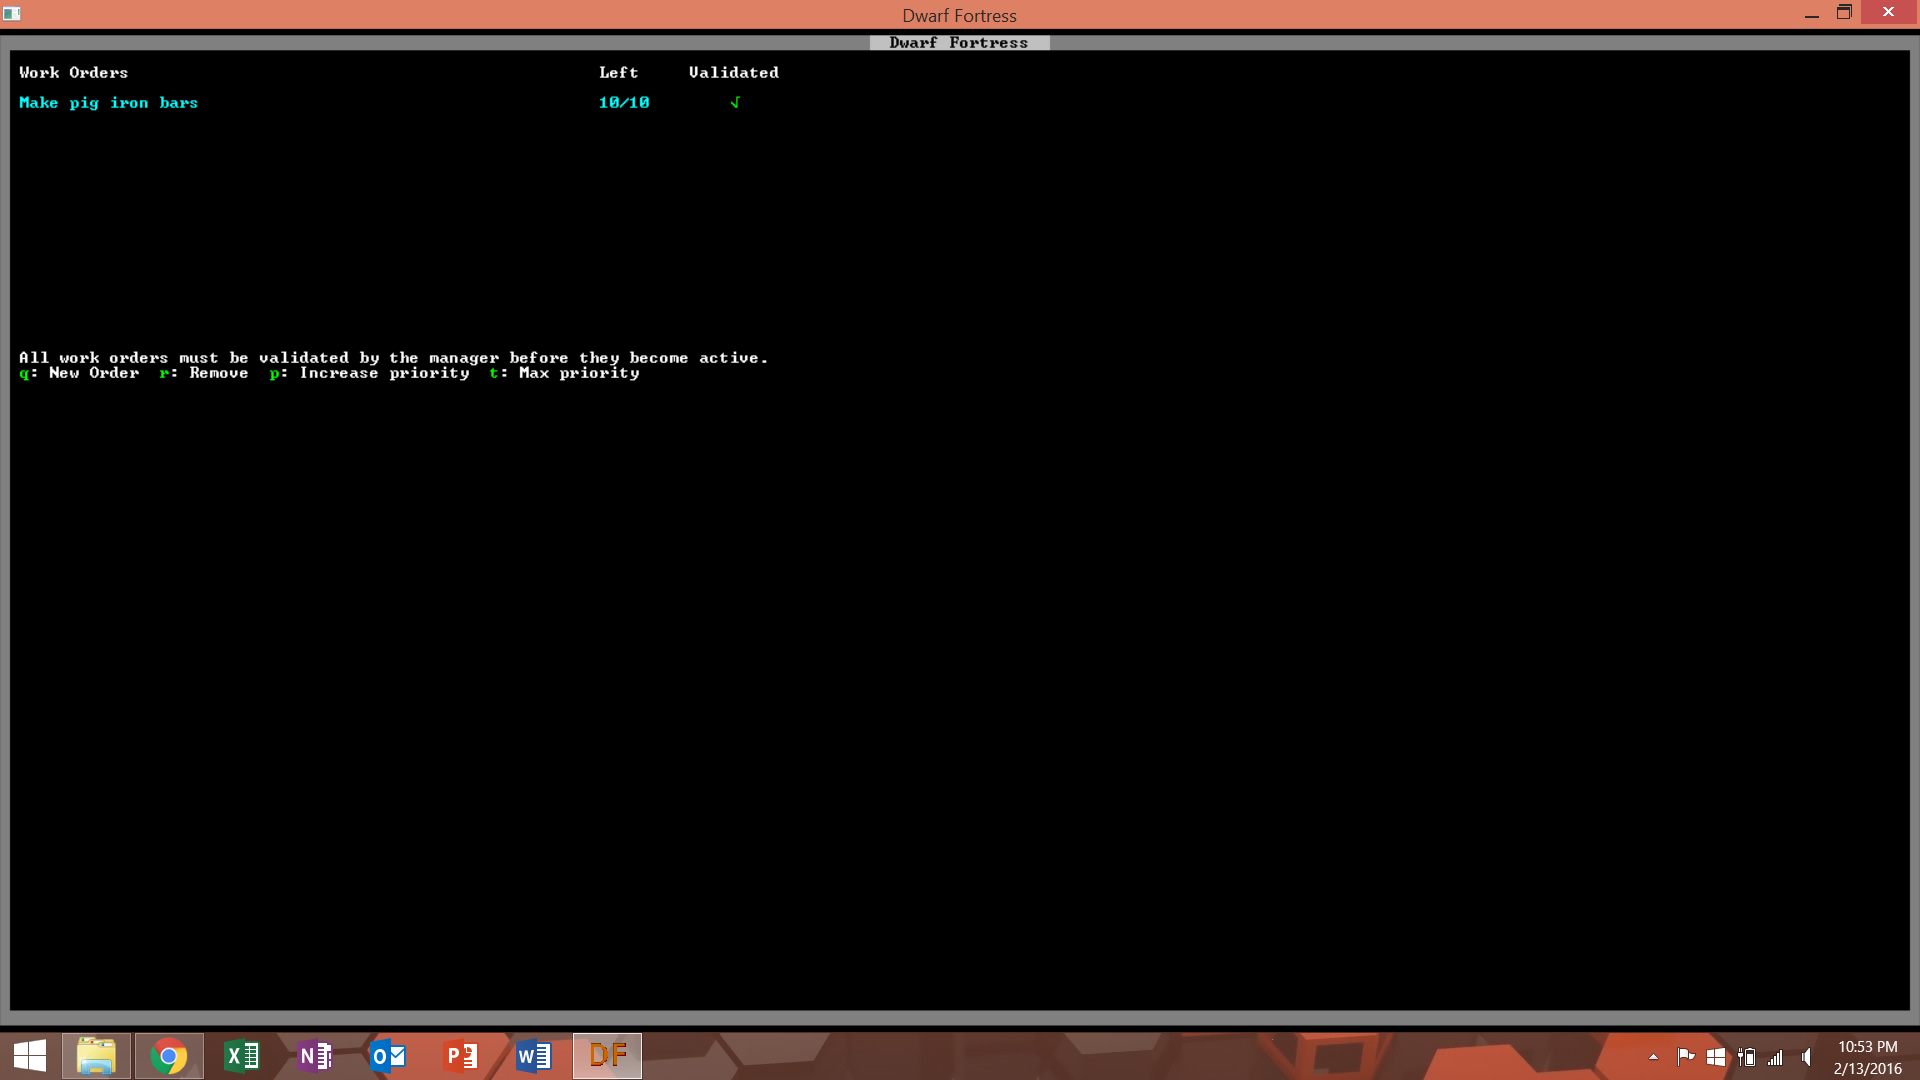 Dwarf Fortress
Dwarf Fortress
Work Orders Left Validated
Make pig iron bars 10/10 √
All work orders must be validated by the manager before they become active.
q: New Order r: Remove p: Increase priority t: Max priority
DF
10:53 PM
2/13/2016